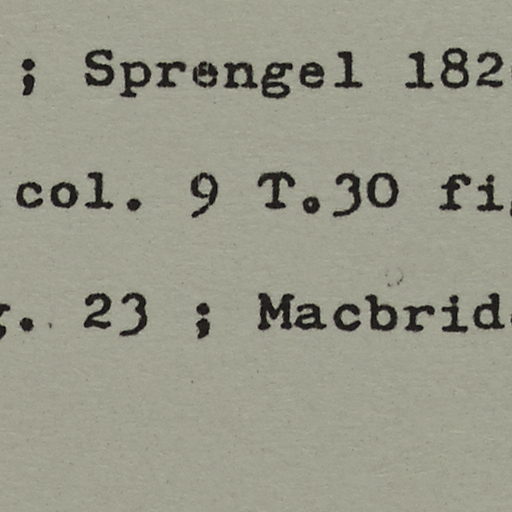 ; Sprengel 182
col. 9 T.30 fi
. 23 ; Macbrid